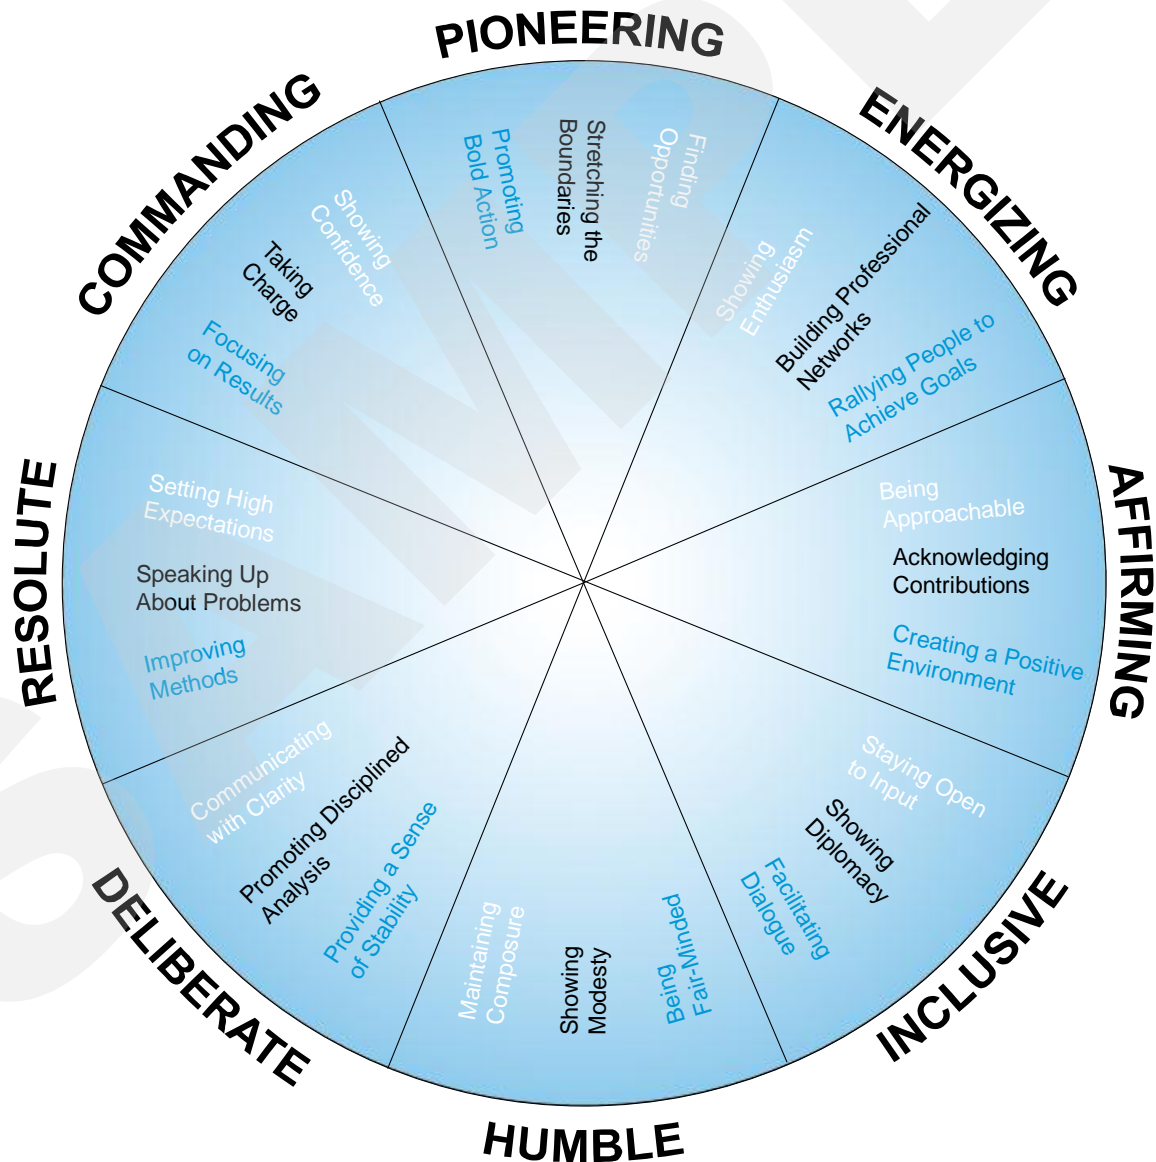 PIONEERING
Promoting
Bold Action
Stretching the
Boundaries
Finding
Opportunities
ENERGIZING
Showing
Enthusiasm
Building Professional
Networks
Rallying People to
Achieve Goals
AFFIRMING
Being
Approachable
Acknowledging
Contributions
Creating a Positive
Environment
INCLUSIVE
Staying Open
to Input
Showing
Diplomacy
Facilitating
Dialogue
HUMBLE
Being
Fair-Minded
Showing
Modesty
Maintaining
Composure
DELIBERATE
Providing a Sense
of Stability
Promoting Disciplined
Analysis
Communicating
with Clarity
RESOLUTE
Improving
Methods
Speaking Up
About Problems
Setting High
Expectations
COMMANDING
Focusing
on Results
Taking
Charge
Showing
Confidence
SAMPLE